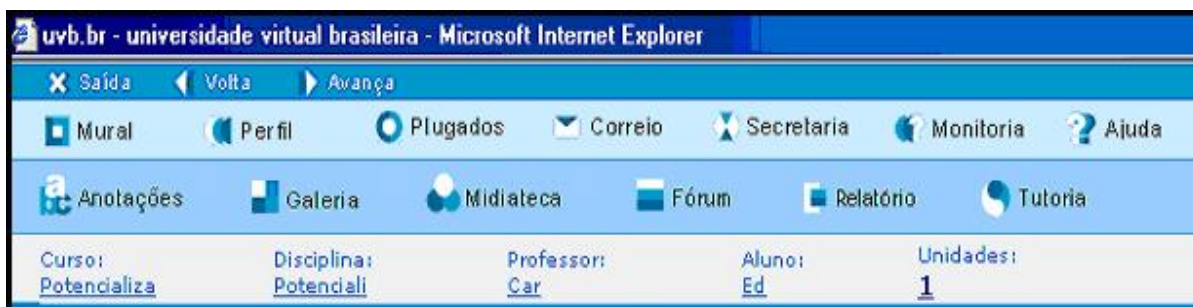 uvb.br - universidade virtual brasileira - Microsoft Internet Explorer
Saída Volta Avança
Mural Perfil Plugados Correio Secretaria Monitoria Ajuda
abc Anotações Galeria Midiateca Fórum Relatório Tutoria
Curso: Disciplina: Professor: Aluno: Unidades:
Potencializa Potenciali Car Ed 1